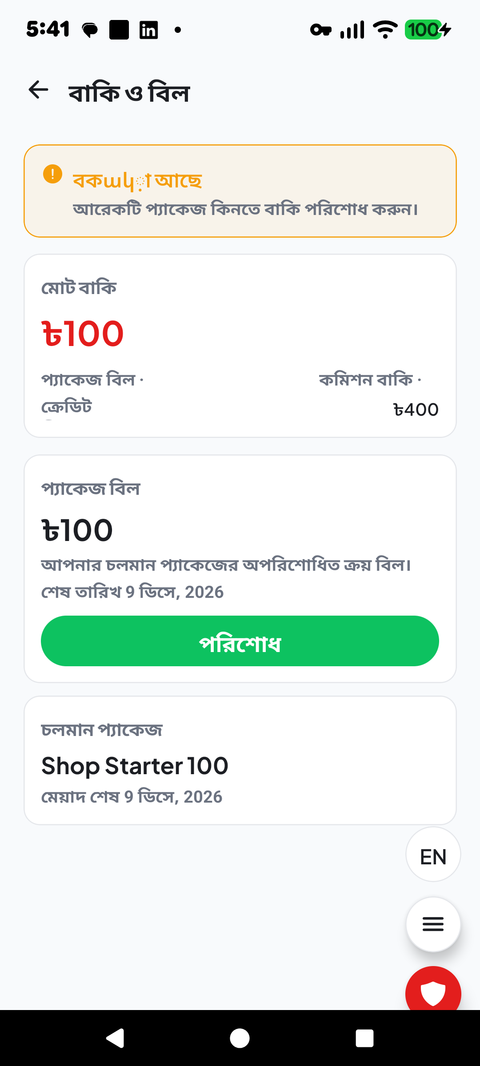 5:41
100
বাকি ও বিল
আছে
আরেকটি প্যাকেজ কিনতে বাকি পরিশোধ করুন।
মোট বাকি
৳100
প্যাকেজ বিল ·
ক্রেডিট
কমিশন বাকি ·
৳400
প্যাকেজ বিল
৳100
আপনার চলমান প্যাকেজের অপরিশোধিত ক্রয় বিল।
শেষ তারিখ 9 ডিসে, 2026
পরিশোধ
চলমান প্যাকেজ
Shop Starter 100
মেয়াদ শেষ 9 ডিসে, 2026
EN